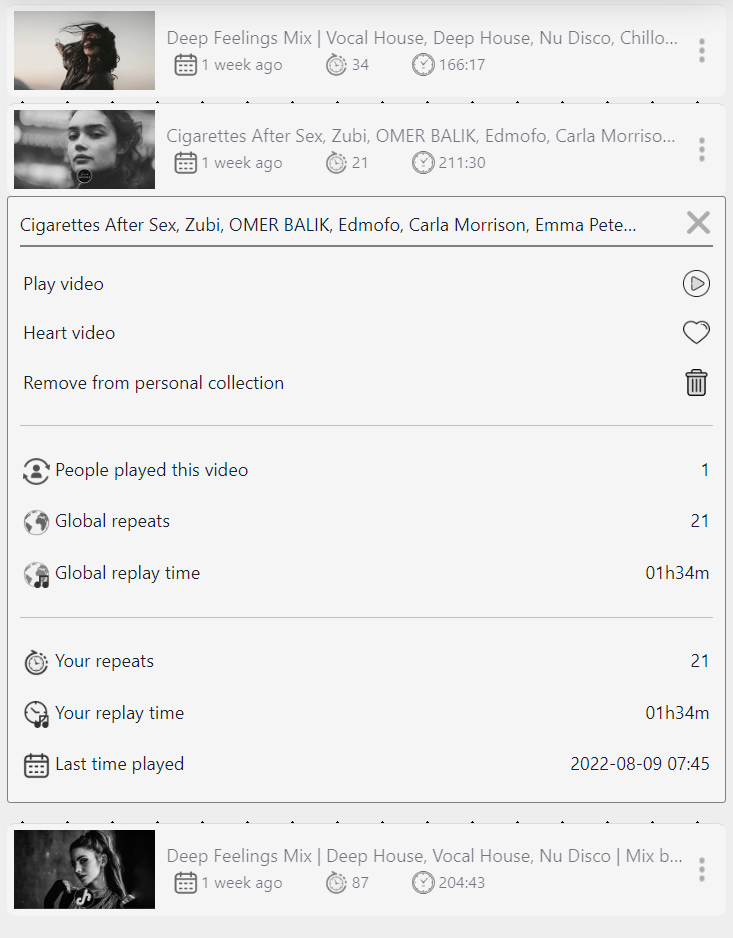 Deep Feelings Mix | Vocal House, Deep House, Nu Disco, Chillo...
1 week ago 34 166:17
Cigarettes After Sex, Zubi, OMER BALIK, Edmofo, Carla Morriso...
1 week ago 21 211:30
Cigarettes After Sex, Zubi, OMER BALIK, Edmofo, Carla Morrison, Emma Pete...
Play video
Heart video
Remove from personal collection
People played this video 1
Global repeats 21
Global replay time 01h34m
Your repeats 21
Your replay time 01h34m
Last time played 2022-08-09 07:45
Deep Feelings Mix | Deep House, Vocal House, Nu Disco | Mix b...
1 week ago 87 204:43